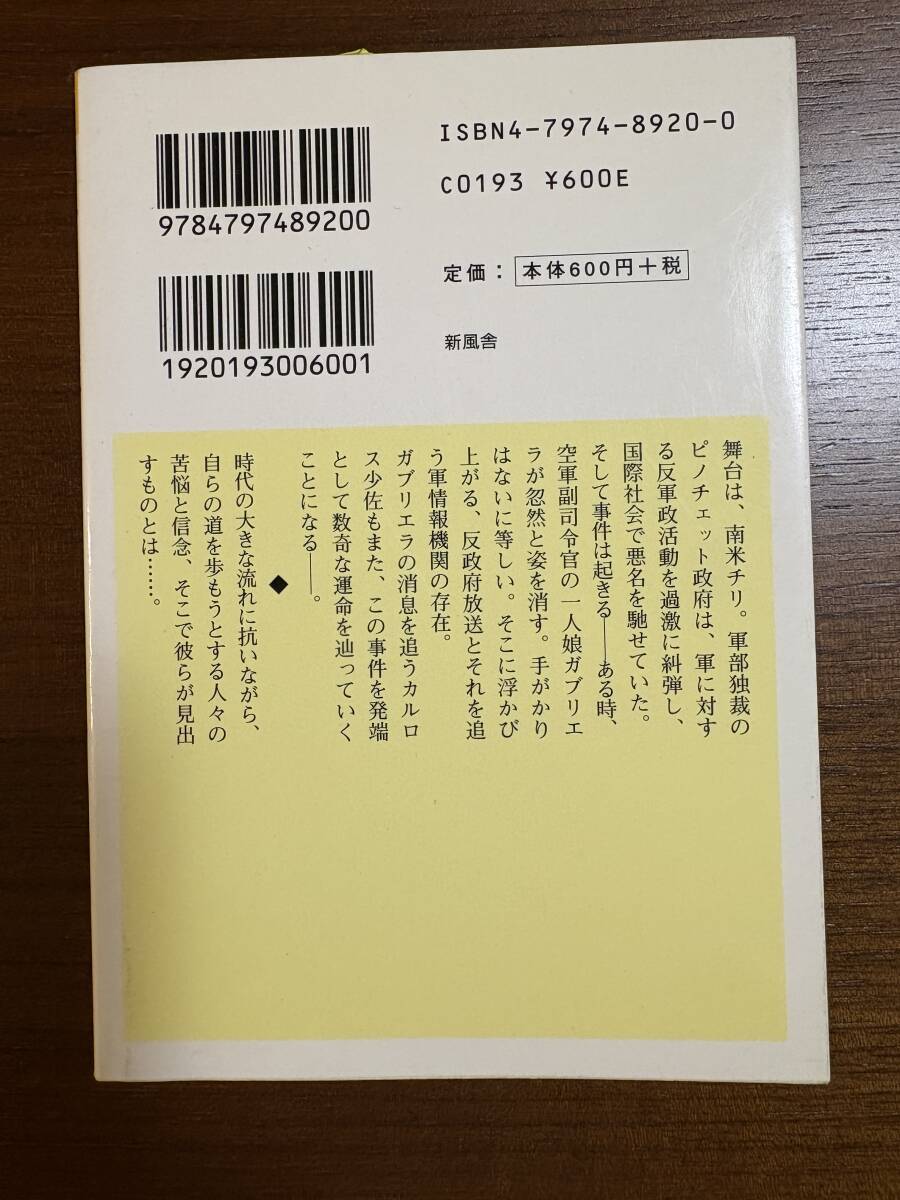 ISBN4-7974-8920-0
C0193 ¥600E
9784797489200
定価：本体600円＋税
1920193006001
新風舎
舞台は、南米チリ。軍部独裁の
ピノチェット政府は、軍に対す
る反軍政活動を過激に糾弾し、
国際社会で悪名を馳せていた。
そして事件は起きる――ある時、
空軍副司令官の一人娘ガブリエ
ラが忽然と姿を消す。手がかり
はないに等しい。そこに浮かび
上がる、反政府放送とそれを追
う軍情報機関の存在。
ガブリエラの消息を追うカルロ
ス少佐もまた、この事件を発端
として数奇な運命を辿っていく
ことになる――。
◆
時代の大きな流れに抗いながら、
自らの道を歩もうとする人々の
苦悩と信念、そこで彼らが見出
すものとは……。